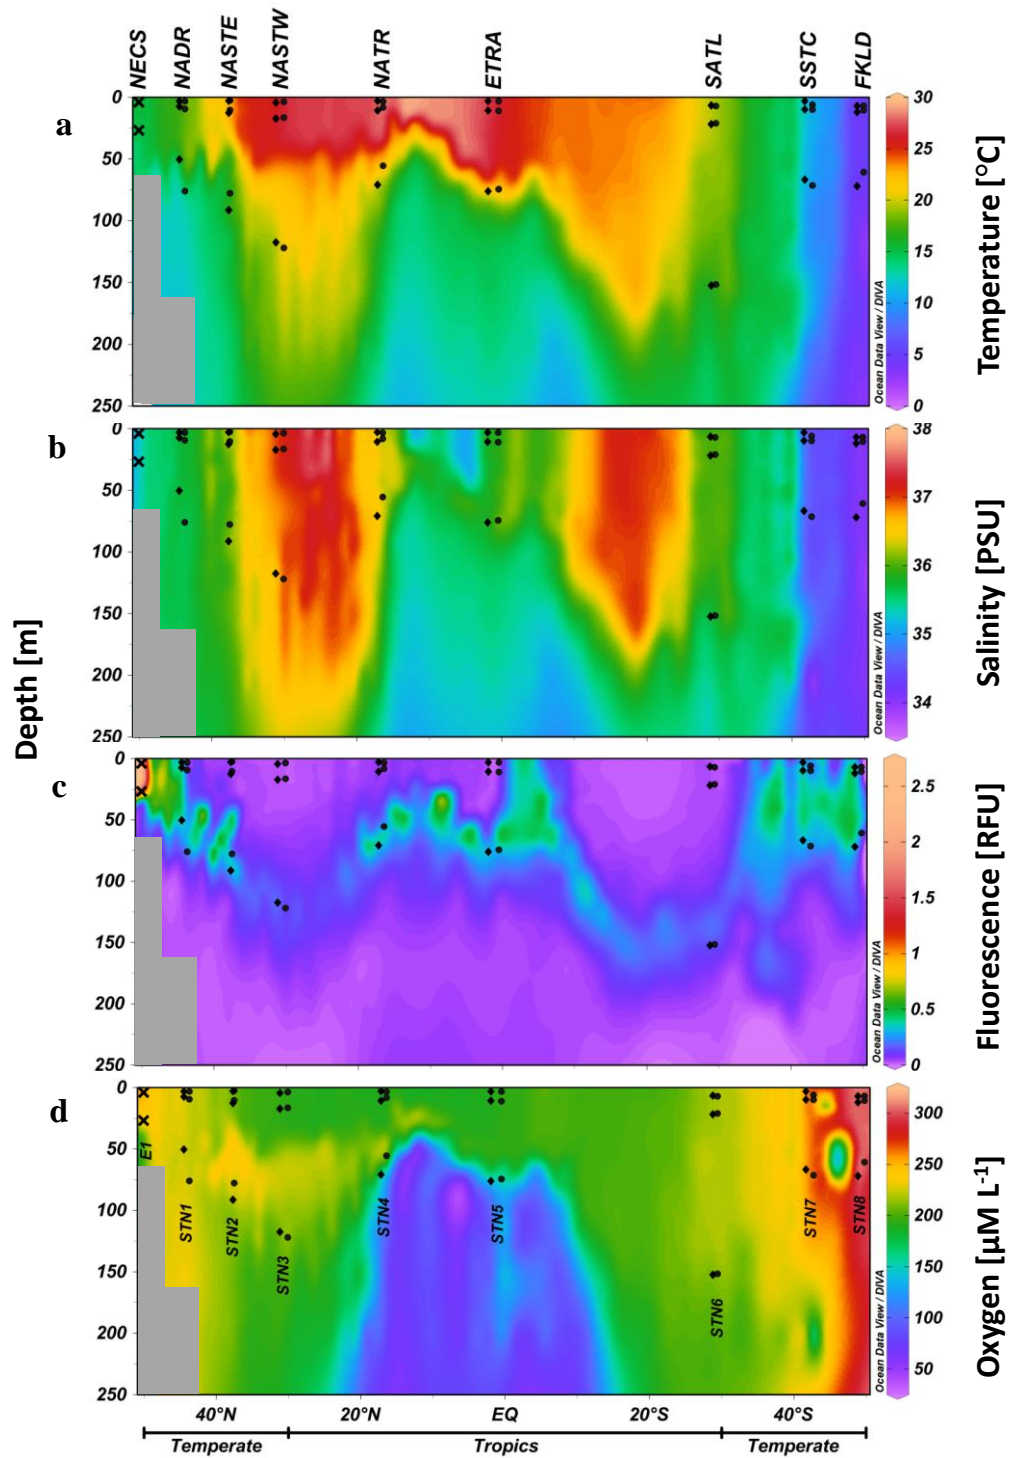 NECS NADR NASTE NASTW NATR ETRA SATL SSTC FKLD
a
0
50
100
150
200
250
30
25
20
15
10
5
0
Ocean Data View / DIVA
Temperature [°C]
b
0
50
100
150
200
250
38
37
36
35
34
Ocean Data View / DIVA
Salinity [PSU]
Depth [m]
c
0
50
100
150
200
250
2.5
2
1.5
1
0.5
0
Ocean Data View / DIVA
Fluorescence [RFU]
d
0
50
100
150
200
250
E1 STN1 STN2 STN3 STN4 STN5 STN6 STN7 STN8
300
250
200
150
100
50
Ocean Data View / DIVA
Oxygen [µM L-1]
40°N 20°N EQ 20°S 40°S
Temperate Tropics Temperate